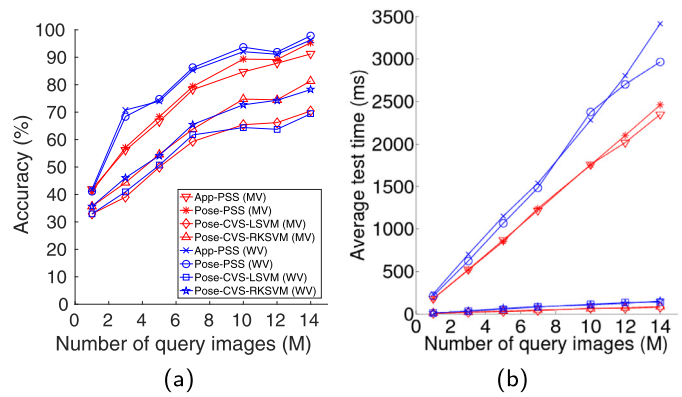 100
90
80
70
60
50
40
30
20
10
0
Accuracy (%)
App-PSS (MV)
Pose-PSS (MV)
Pose-CVS-LSVM (MV)
Pose-CVS-RKSVM (MV)
App-PSS (WV)
Pose-PSS (WV)
Pose-CVS-LSVM (WV)
Pose-CVS-RKSVM (WV)
0 2 4 6 8 10 12 14
Number of query images (M)
(a)
3500
3000
2500
2000
1500
1000
500
0
Average test time (ms)
0 2 4 6 8 10 12 14
Number of query images (M)
(b)